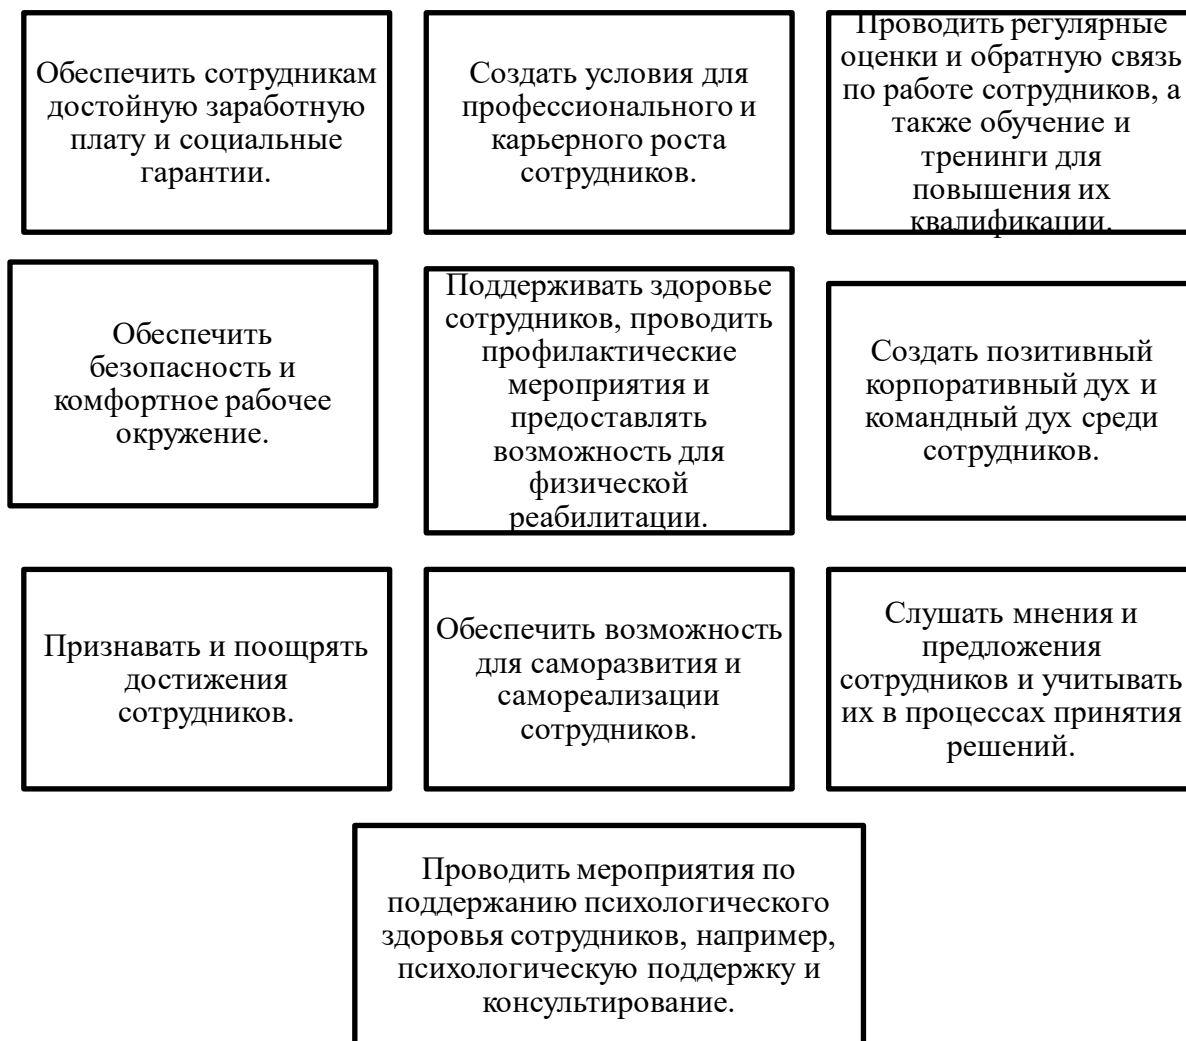 Обеспечить сотрудникам
достойную заработную
плату и социальные
гарантии.
Создать условия для
профессионального и
карьерного роста
сотрудников.
Проводить регулярные
оценки и обратную связь
по работе сотрудников, а
также обучение и
тренинги для
повышения их
квалификации.
Обеспечить
безопасность и
комфортное рабочее
окружение.
Поддерживать здоровье
сотрудников, проводить
профилактические
мероприятия и
предоставлять
возможность для
физической
реабилитации.
Создать позитивный
корпоративный дух и
командный дух среди
сотрудников.
Признавать и поощрять
достижения
сотрудников.
Обеспечить возможность
для саморазвития и
самореализации
сотрудников.
Слушать мнения и
предложения
сотрудников и учитывать
их в процессах принятия
решений.
Проводить мероприятия по
поддержанию психологического
здоровья сотрудников, например,
психологическую поддержку и
консультирование.